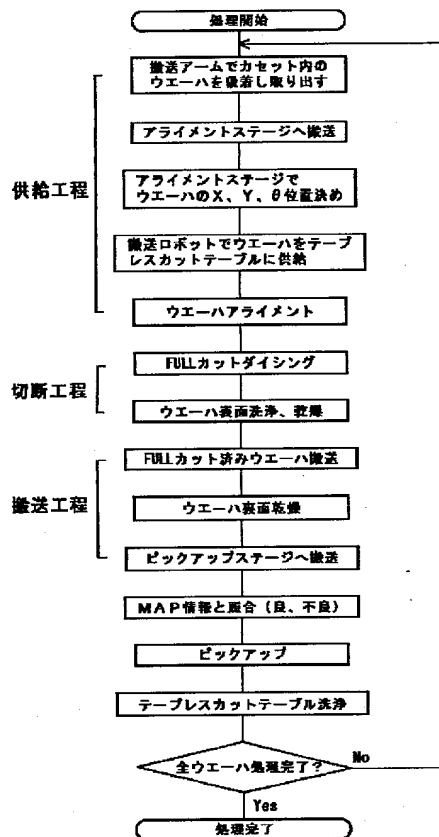 処理開始
搬送アームでカセット内の
ウエーハを吸着し取り出す
アライメントステージへ搬送
アライメントステージで
ウエーハのX、Y、θ位置決め
搬送ロボットでウエーハをテープ
レスカットテーブルに供給
ウエーハアライメント
供給工程
FULLカットダイシング
ウエーハ表面洗浄、乾燥
切断工程
FULLカット済みウエーハ搬送
ウエーハ裏面乾燥
ピックアップステージへ搬送
搬送工程
MAP情報と照合(良、不良)
ピックアップ
テープレスカットテーブル洗浄
全ウエーハ処理完了?
No
Yes
処理完了